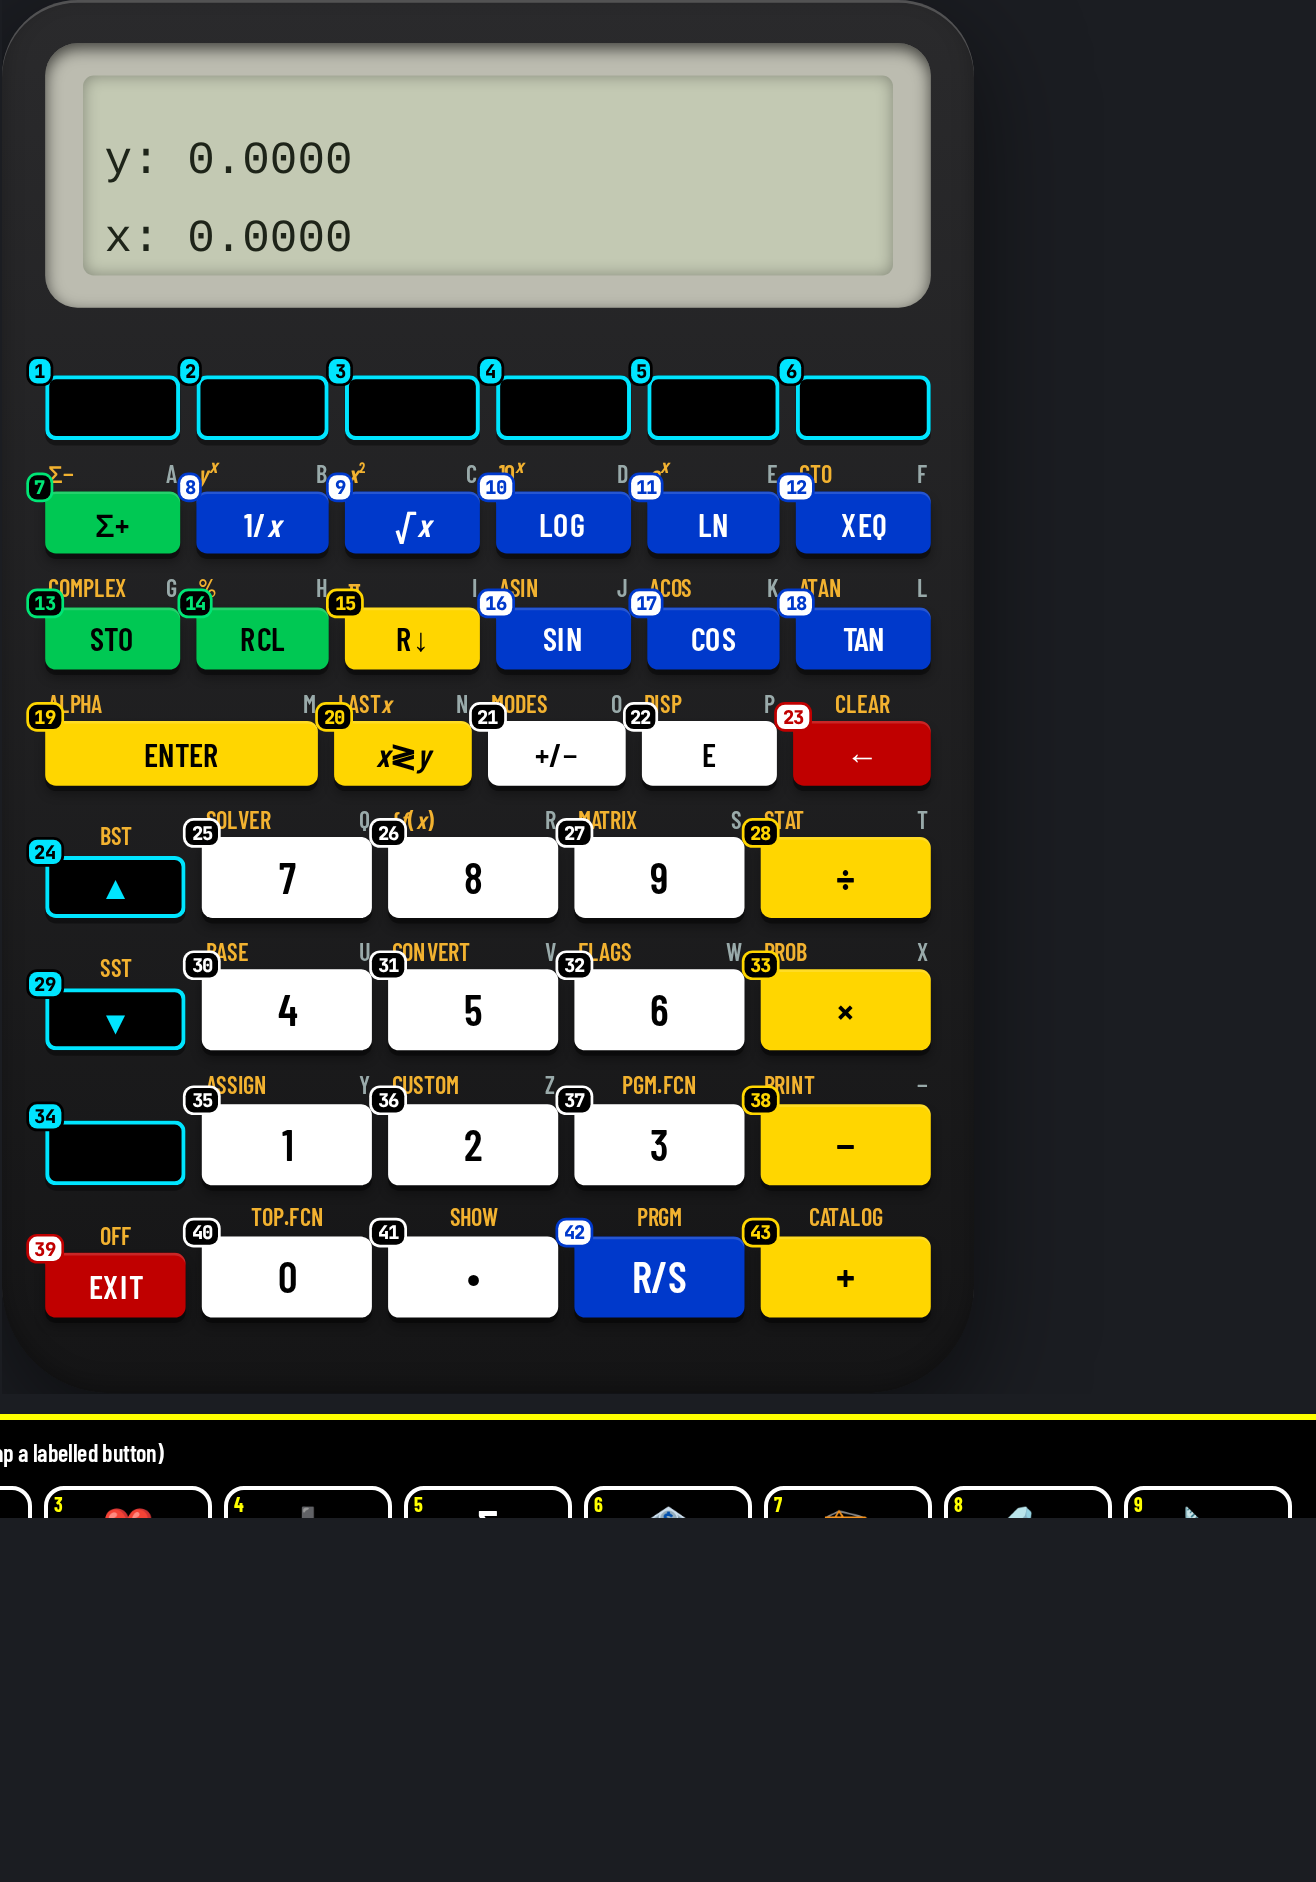 y: 0.0000
x: 0.0000
1 2 3 4 5 6
Σ− A yˣ B x² C D E F
7 8 9 10 11 12
Σ+ 1/x √x LOG LN XEQ
COMPLEX G % H π I ASIN J ACOS K ATAN L
13 14 15 16 17 18
STO RCL R↓ SIN COS TAN
ALPHA M LASTx N MODES O DISP P CLEAR
19 20 21 22 23
ENTER x≷y +/− E ←
BST SOLVER Q ∫f(x) R MATRIX S STAT T
24 25 26 27 28
▲ 7 8 9 ÷
SST BASE U CONVERT V FLAGS W PROB X
29 30 31 32 33
▼ 4 5 6 ×
ASSIGN Y CUSTOM Z PGM.FCN PRINT −
34 35 36 37 38
1 2 3 −
OFF TOP.FCN SHOW PRGM CATALOG
39 40 41 42 43
EXIT 0 • R/S +
a labelled button)
3 4 5 6 7 8 9